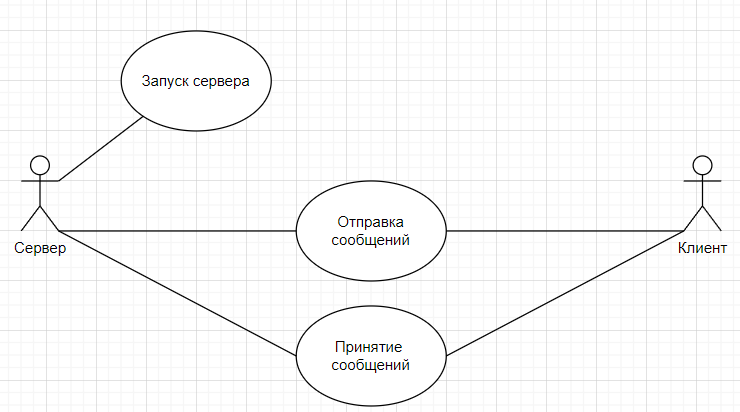 Запуск сервера
Отправка
сообщений
Сервер
Клиент
Принятие
сообщений